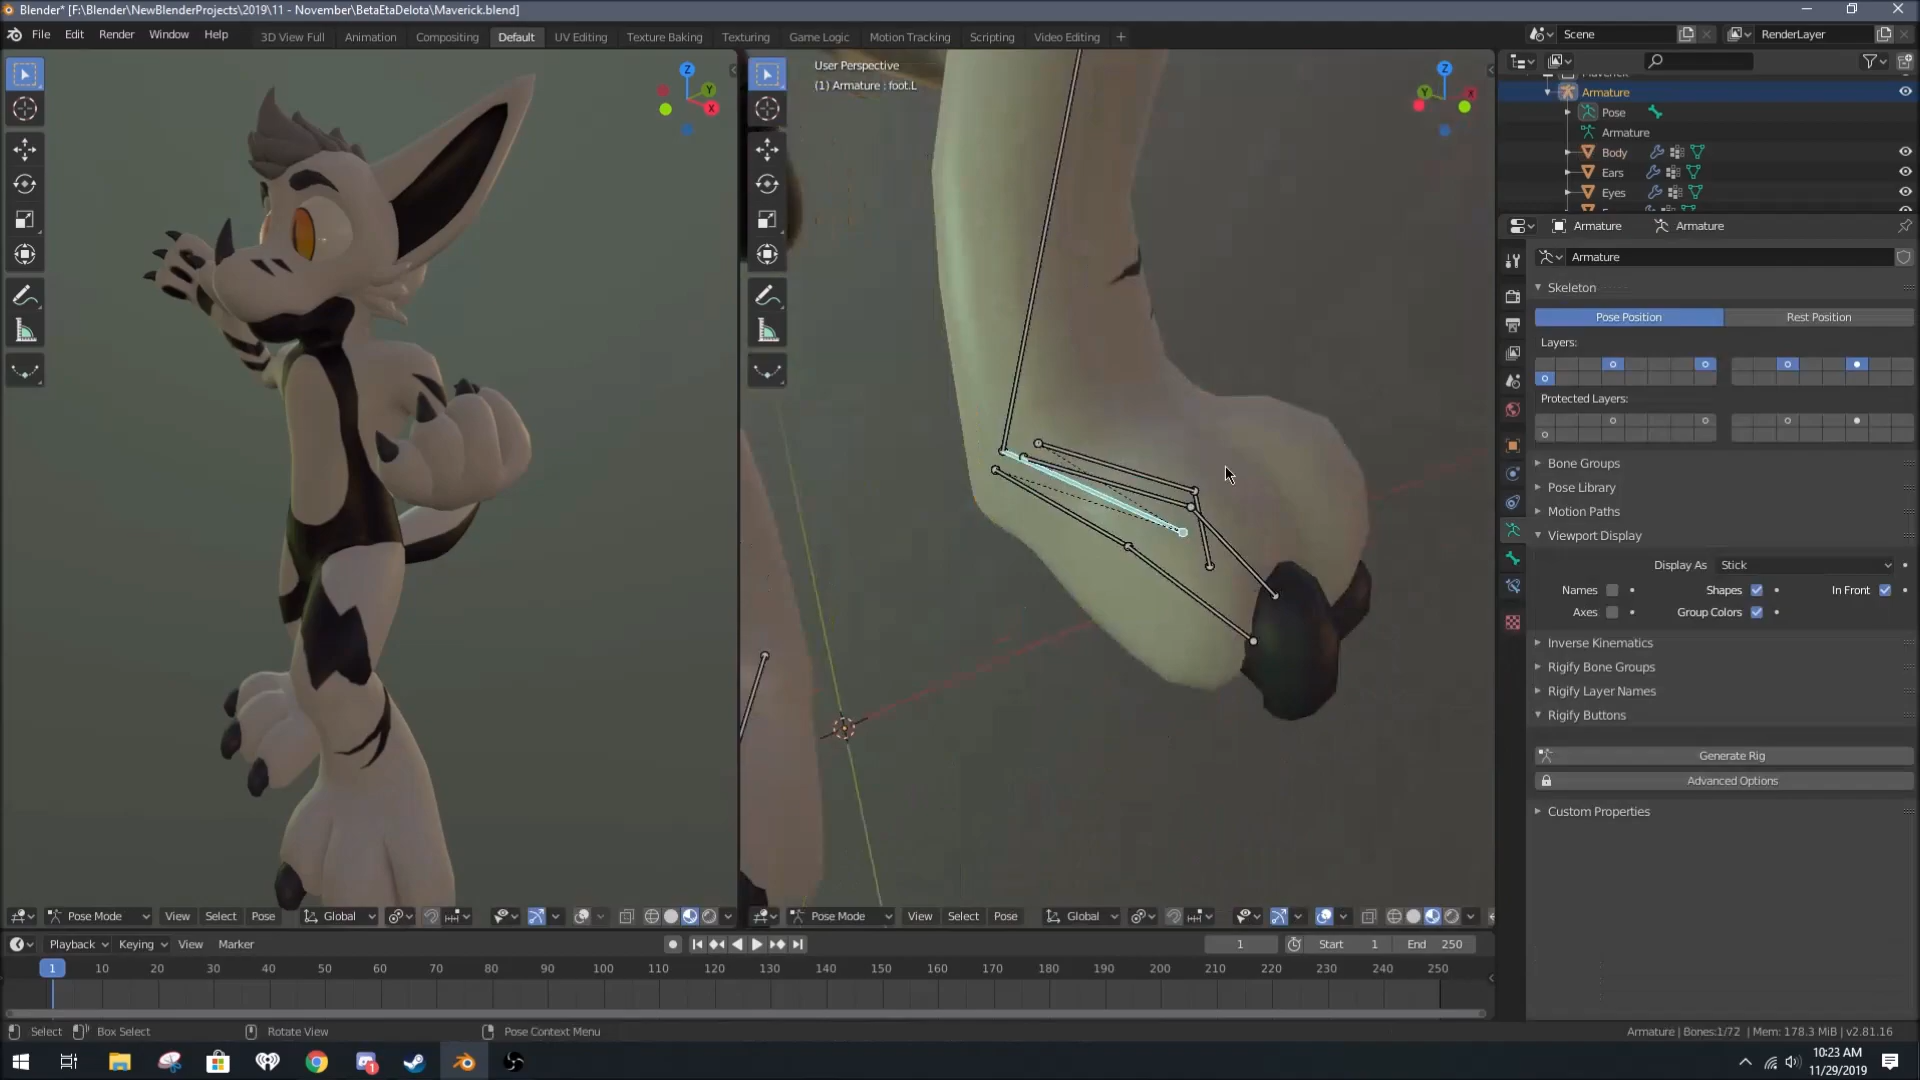 Blender* [F:\Blender\NewBlenderProjects\2019\11 - November\BetaEtaDelota\Maverick.blend]
File Edit Render Window Help 3D View Full Animation Compositing Default UV Editing Texture Baking Texturing Game Logic Motion Tracking Scripting Video Editing + Scene RenderLayer
User Perspective
(1) Armature : foot.L
Z
Y
X
Z
Y
X
Armature
Pose
Armature
Body
Ears
Eyes
Armature Armature
Armature
Skeleton
Pose Position Rest Position
Layers:
Protected Layers:
Bone Groups
Pose Library
Motion Paths
Viewport Display
Display As Stick
Names Shapes In Front
Axes Group Colors
Inverse Kinematics
Rigify Bone Groups
Rigify Layer Names
Rigify Buttons
Generate Rig
Advanced Options
Custom Properties
Pose Mode View Select Pose Global
Pose Mode View Select Pose Global
Playback Keying View Marker 1 Start 1 End 250
1 10 20 30 40 50 60 70 80 90 100 110 120 130 140 150 160 170 180 190 200 210 220 230 240 250
Select Box Select Rotate View Pose Context Menu Armature | Bones:1/72 | Mem: 178.3 MiB | v2.81.16
10:23 AM
11/29/2019